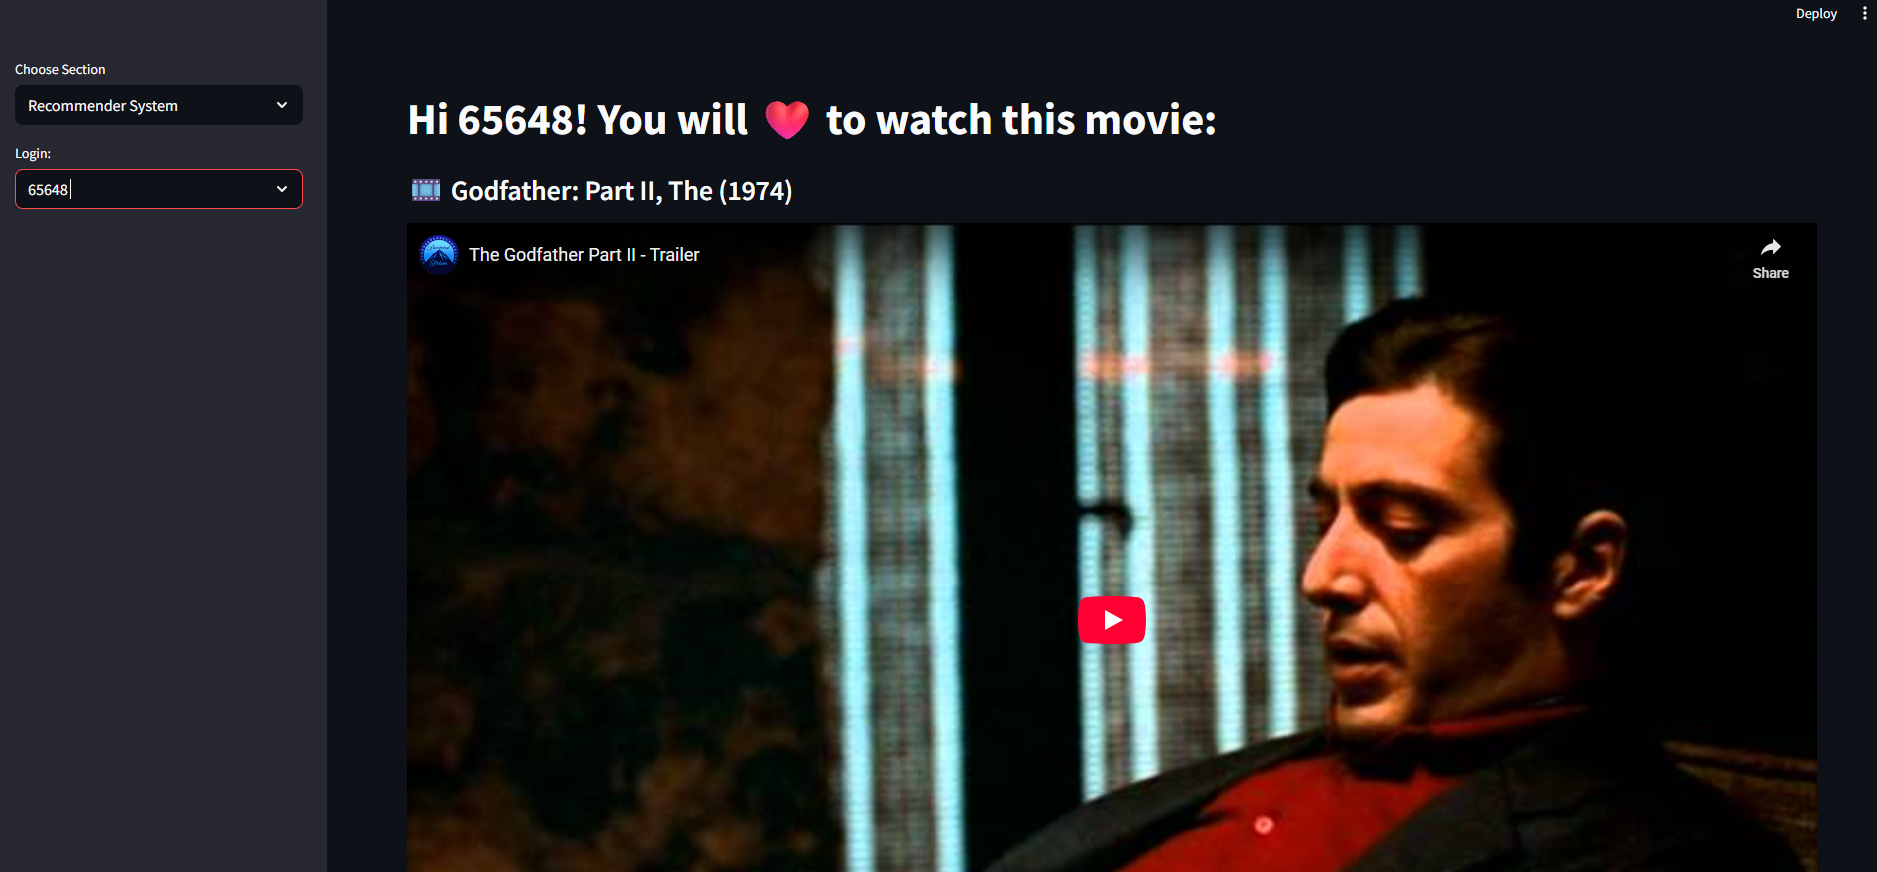 Deploy
Choose Section
Recommender System
Login:
65648
Hi 65648! You will ❤️ to watch this movie:
🎞️ Godfather: Part II, The (1974)
The Godfather Part II - Trailer
Share